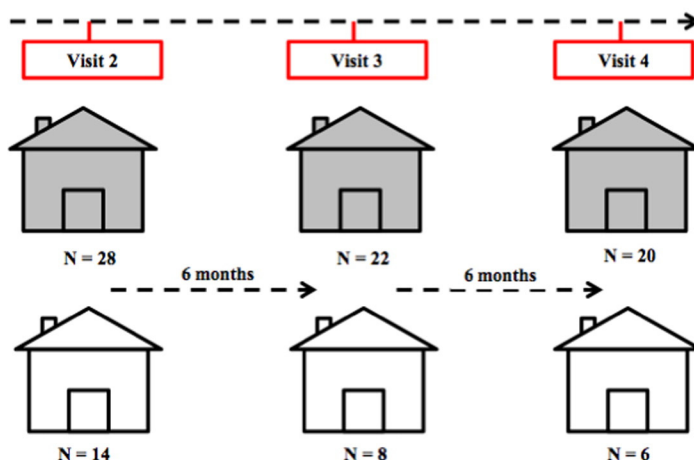 Visit 2
Visit 3
Visit 4
N = 28
N = 22
N = 20
6 months
6 months
N = 14
N = 8
N = 6